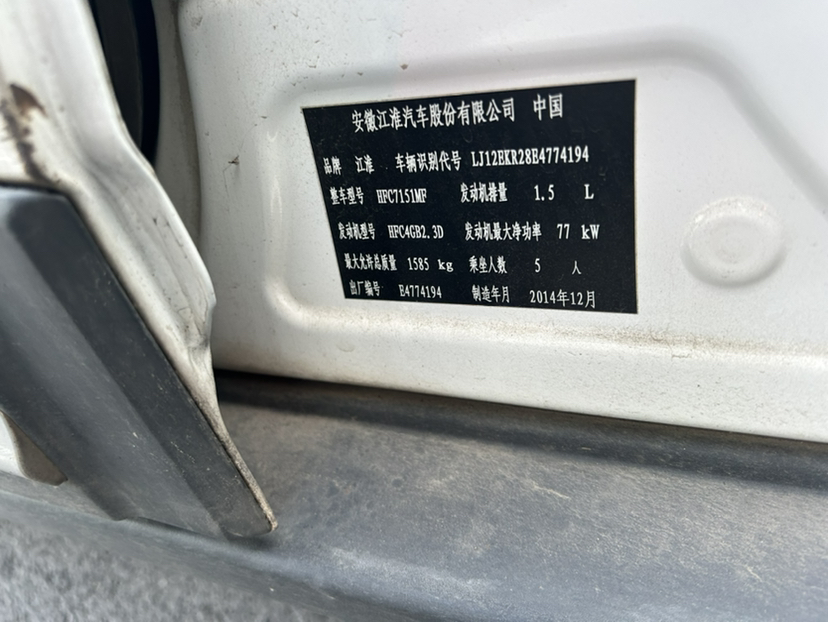 安徽江淮汽车股份有限公司 中国
品牌 江淮 车辆识别代号 LJ12EKR28E4774194
整车型号 HFC7151MF 发动机排量 1.5 L
发动机型号 HFC4GB2.3D 发动机最大净功率 77 kW
最大允许总质量 1585 kg 乘坐人数 5 人
出厂编号 E4774194 制造年月 2014年12月